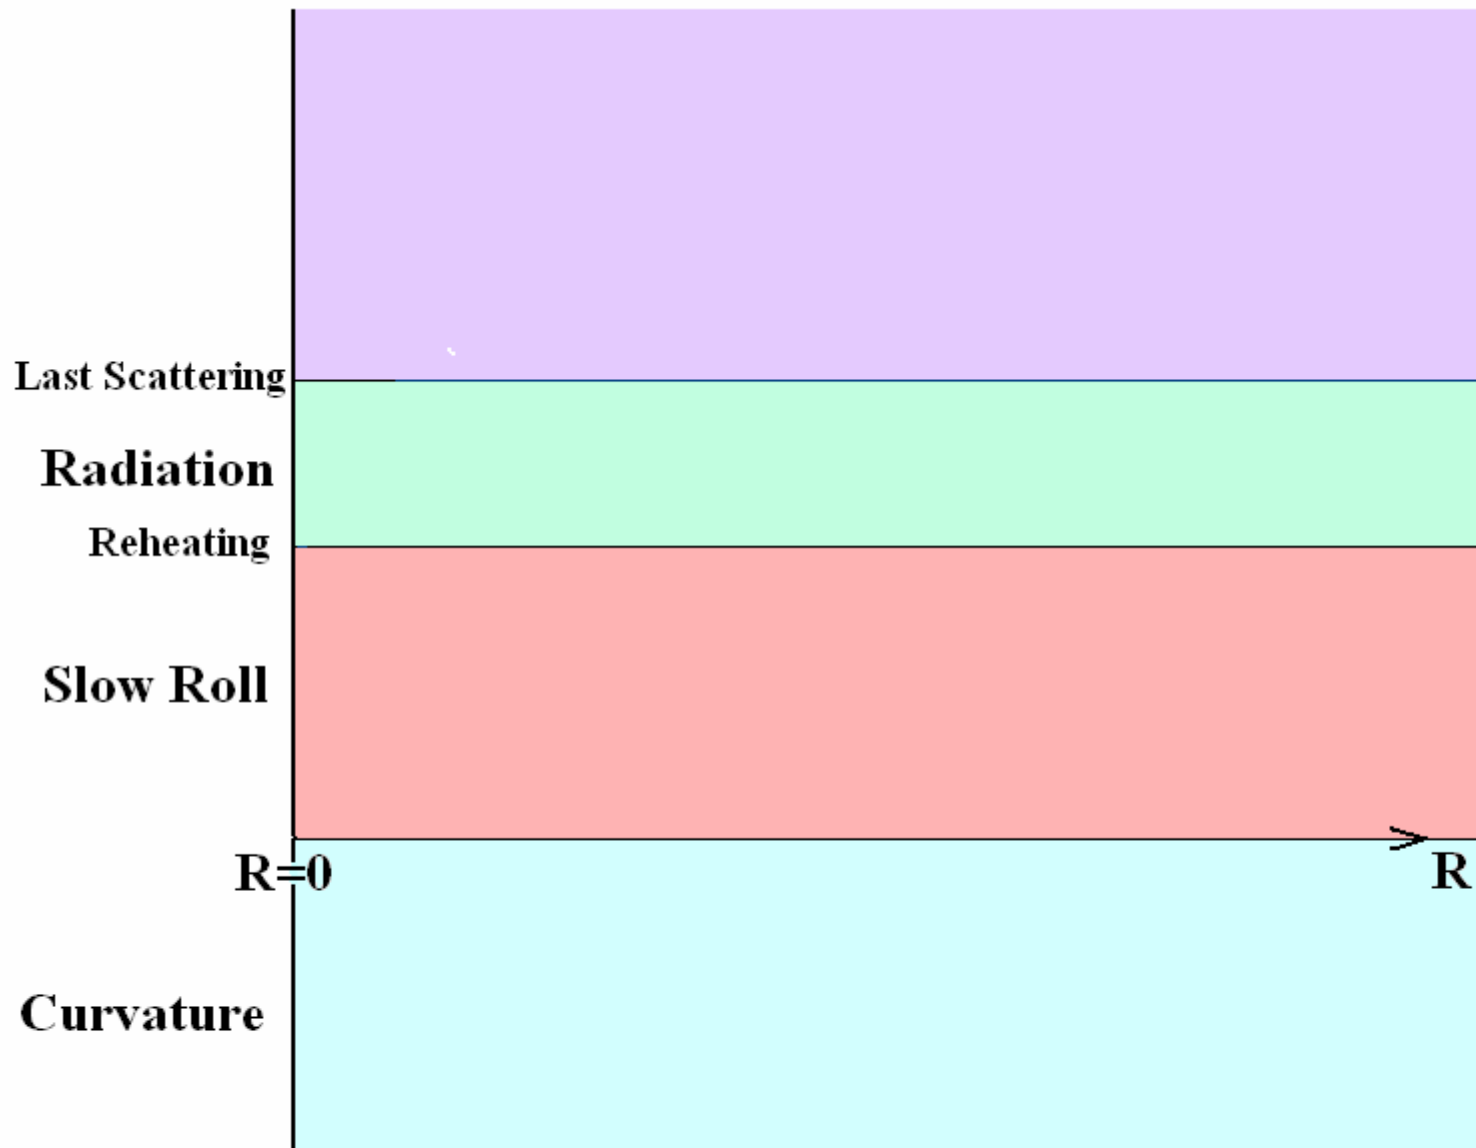 Last Scattering
Radiation
Reheating
Slow Roll
R=0
R
Curvature